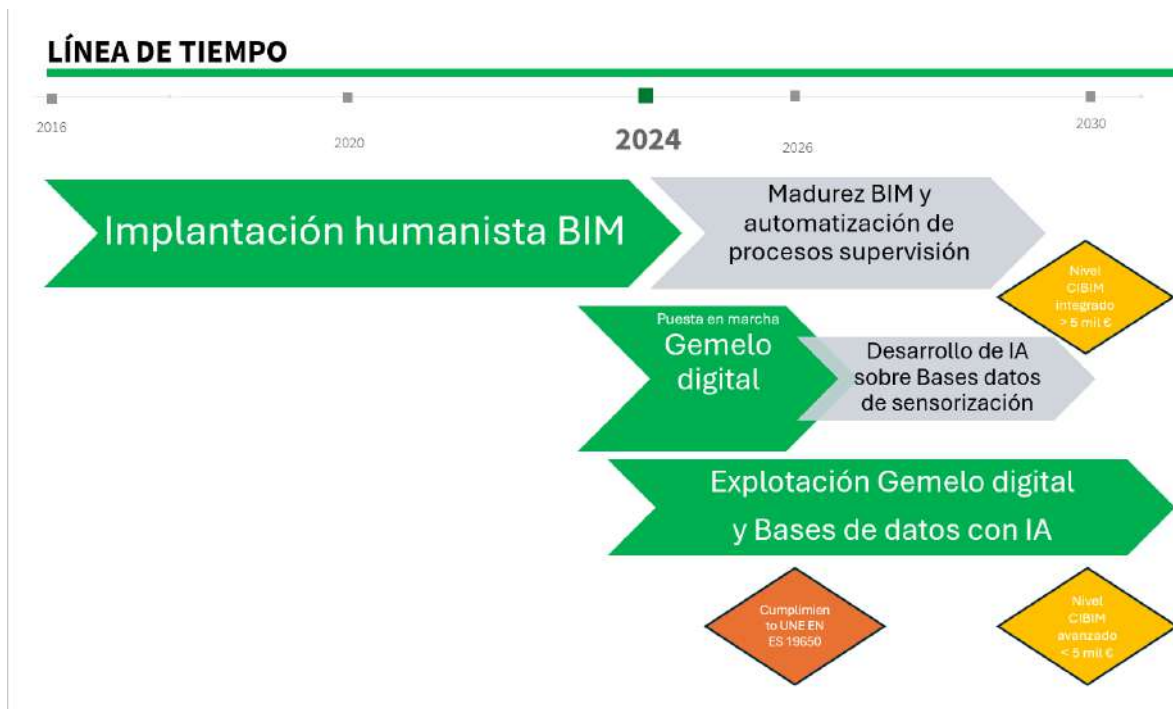 LÍNEA DE TIEMPO
2016
2020
2024
2026
2030
Implantación humanista BIM
Madurez BIM y
automatización de
procesos supervisión
Nivel
CIBIM
integrado
> 5 mil €
Puesta en marcha
Gemelo
digital
Desarrollo de IA
sobre Bases datos
de sensorización
Explotación Gemelo digital
y Bases de datos con IA
Cumplimien
to UNE EN
ES 19650
Nivel
CIBIM
avanzado
< 5 mil €